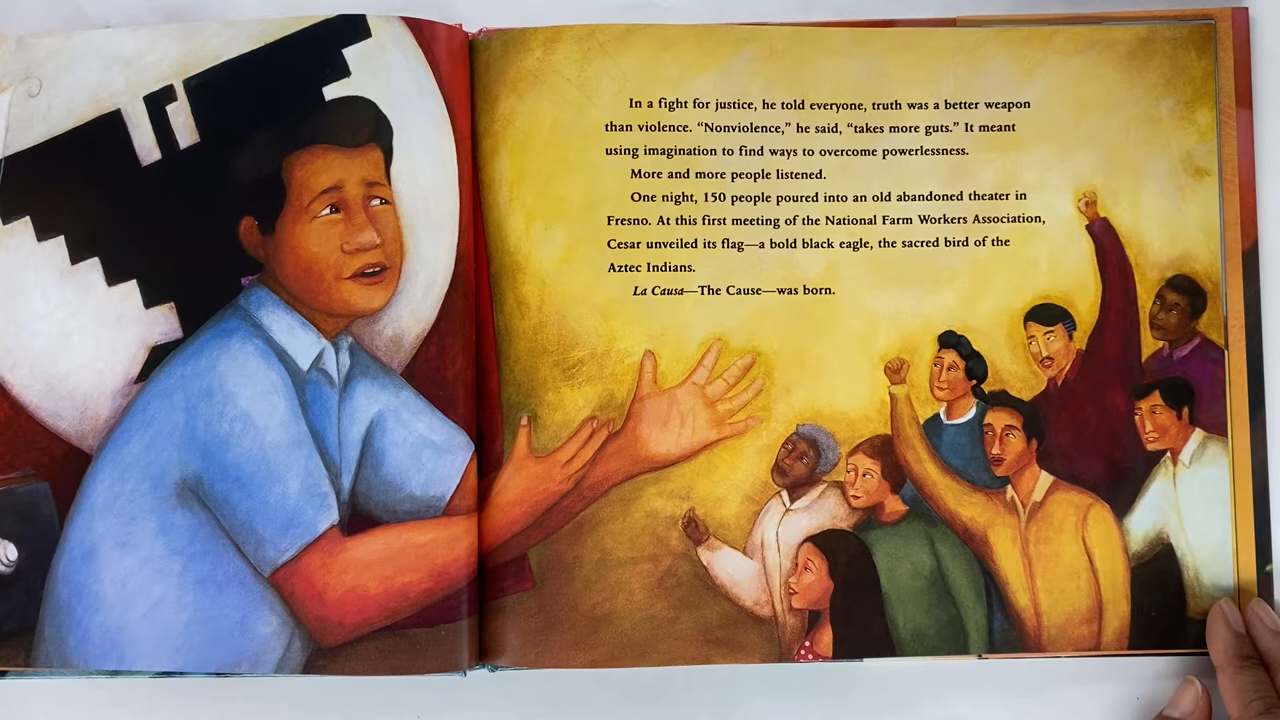 In a fight for justice, he told everyone, truth was a better weapon
than violence. “Nonviolence,” he said, “takes more guts.” It meant
using imagination to find ways to overcome powerlessness.
More and more people listened.
One night, 150 people poured into an old abandoned theater in
Fresno. At this first meeting of the National Farm Workers Association,
Cesar unveiled its flag—a bold black eagle, the sacred bird of the
Aztec Indians.
La Causa—The Cause—was born.